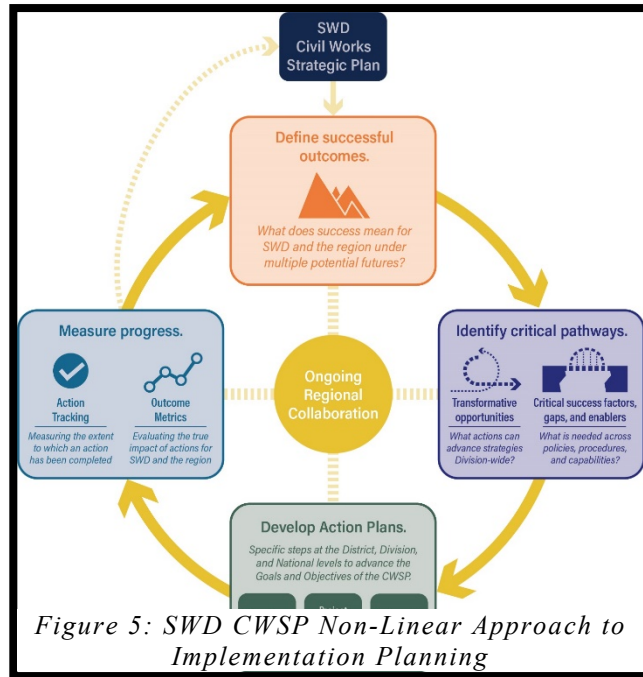 SWD
Civil Works
Strategic Plan
Define successful
outcomes.
What does success mean for
SWD and the region under
multiple potential futures?
Measure progress.
Action
Tracking
Measuring the extent
to which an action
has been completed
Outcome
Metrics
Evaluating the true
impact of actions for
SWD and the region
Ongoing
Regional
Collaboration
Identify critical pathways.
Transformative
opportunities
What actions can
advance strategies
Division-wide?
Critical success factors,
gaps, and enablers
What is needed across
policies, procedures,
and capabilities?
Develop Action Plans.
Specific steps at the District, Division,
and National levels to advance the
Goals and Objectives of the CWSP.
Figure 5: SWD CWSP Non-Linear Approach to
Implementation Planning